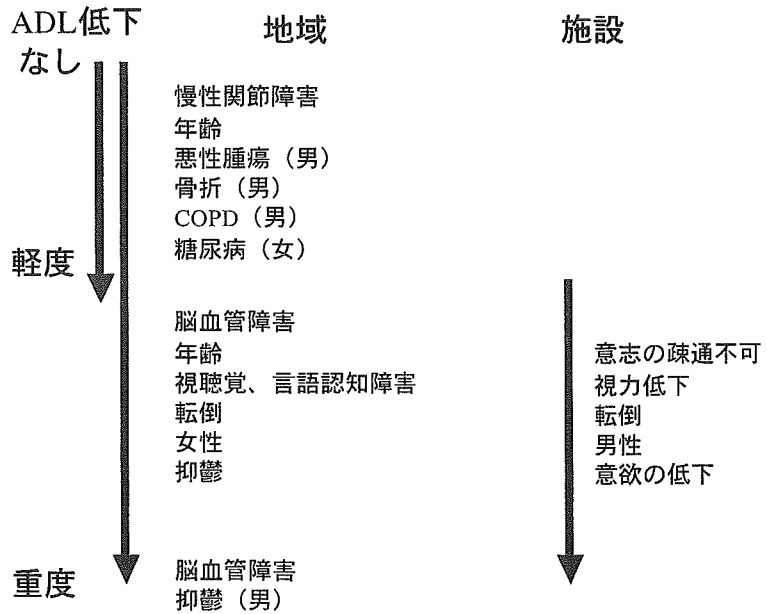 ADL低下
なし
地域
施設
慢性関節障害
年齢
悪性腫瘍（男）
骨折（男）
COPD（男）
糖尿病（女）
軽度
脳血管障害
年齢
視聴覚、言語認知障害
転倒
女性
抑鬱
意志の疎通不可
視力低下
転倒
男性
意欲の低下
重度
脳血管障害
抑鬱（男）